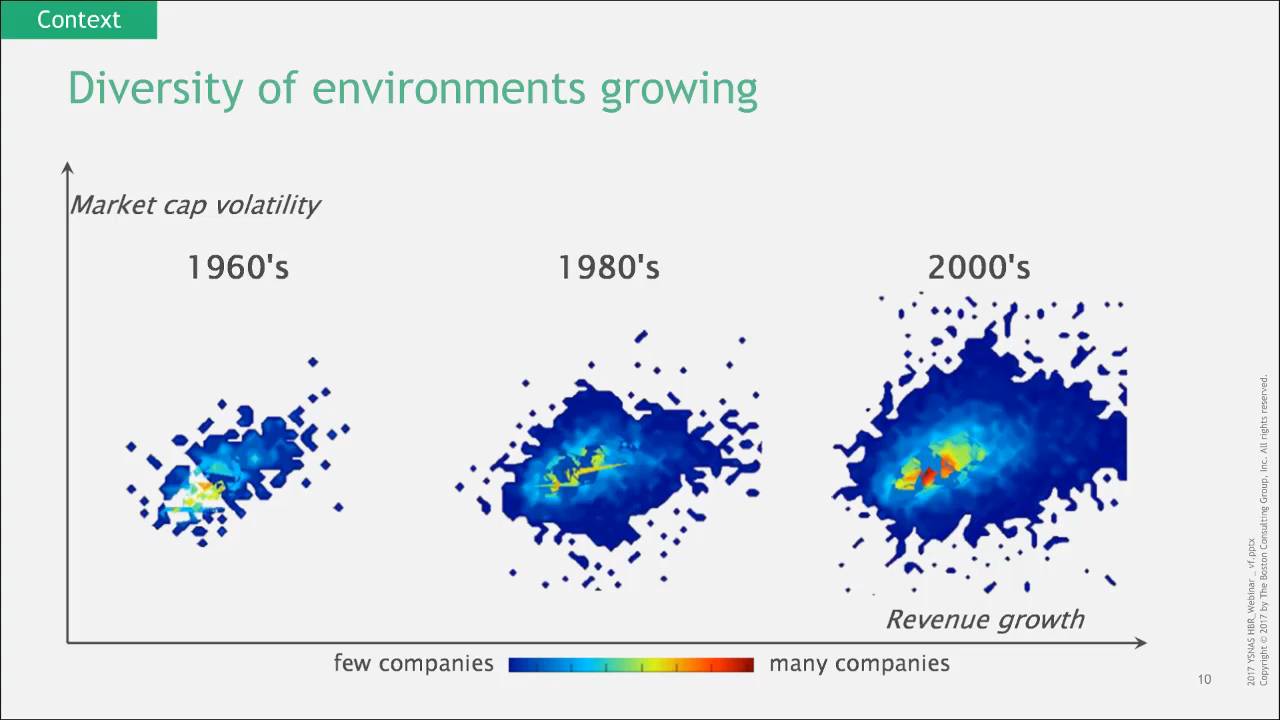 Context
Diversity of environments growing
Market cap volatility
1960's
1980's
2000's
Revenue growth
few companies
many companies
10
2017 YSNAS HBR_Webinar _ vf.pptx
Copyright © 2017 by The Boston Consulting Group, Inc. All rights reserved.